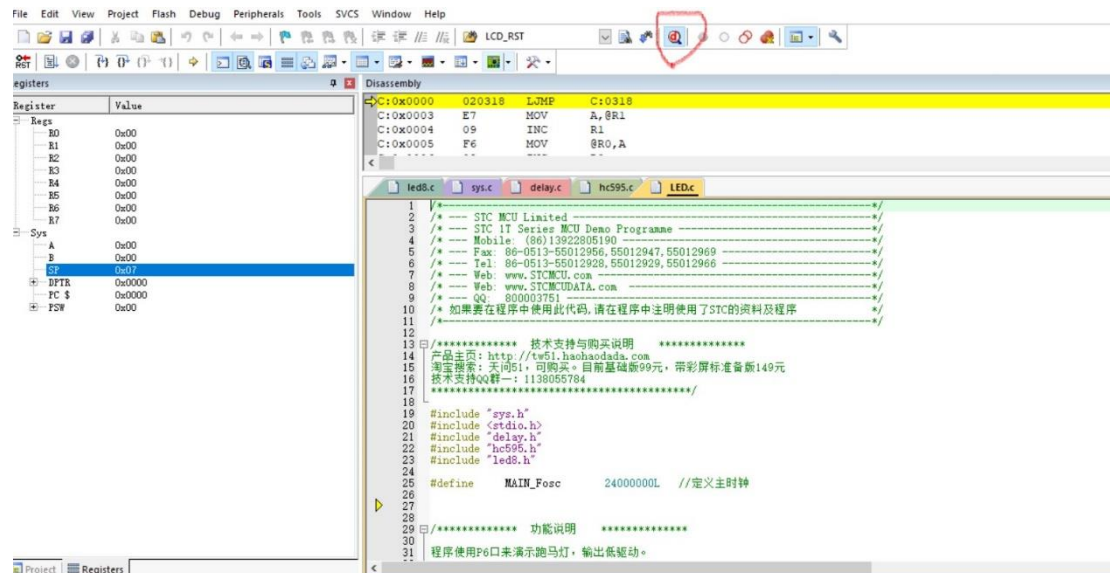 File Edit View Project Flash Debug Peripherals Tools SVCS Window Help
LCD_RST
RST
egisters
Disassembly
Register Value
C:0x0000 020318 LJMP C:0318
C:0x0003 E7 MOV A,@R1
C:0x0004 09 INC R1
C:0x0005 F6 MOV @R0,A
Regs
R0 0x00
R1 0x00
R2 0x00
R3 0x00
R4 0x00
R5 0x00
R6 0x00
R7 0x00
Sys
A 0x00
B 0x00
SP 0x07
DPTR 0x0000
PC $ 0x0000
PSW 0x00
Project Registers
led8.c sys.c delay.c hc595.c LED.c
1 /*---------------------------------------------------------------------*/
2 /* --- STC MCU Limited ------------------------------------------------*/
3 /* --- STC 1T Series MCU Demo Programme -------------------------------*/
4 /* --- Mobile: (86)13922805190 ----------------------------------------*/
5 /* --- Fax: 86-0513-55012956,55012947,55012969 ------------------------*/
6 /* --- Tel: 86-0513-55012928,55012929,55012966 ------------------------*/
7 /* --- Web: www.STCMCU.com --------------------------------------------*/
8 /* --- Web: www.STCMCUDATA.com ---------------------------------------*/
9 /* --- QQ: 800003751 -------------------------------------------------*/
10 /* 如果要在程序中使用此代码,请在程序中注明使用了STC的资料及程序 */
11 /*---------------------------------------------------------------------*/
12
13 /************* 技术支持与购买说明 **************
14 产品主页：http://tw51.haohaodada.com
15 淘宝搜索：天问51，可购买。目前基础版99元，带彩屏标准备版149元
16 技术支持QQ群一：1138055784
17 ******************************************/
18
19 #include "sys.h"
20 #include <stdio.h>
21 #include "delay.h"
22 #include "hc595.h"
23 #include "led8.h"
24
25 #define MAIN_Fosc 24000000L //定义主时钟
26
27
28
29 /************* 功能说明 **************
30
31 程序使用P6口来演示跑马灯，输出低驱动。